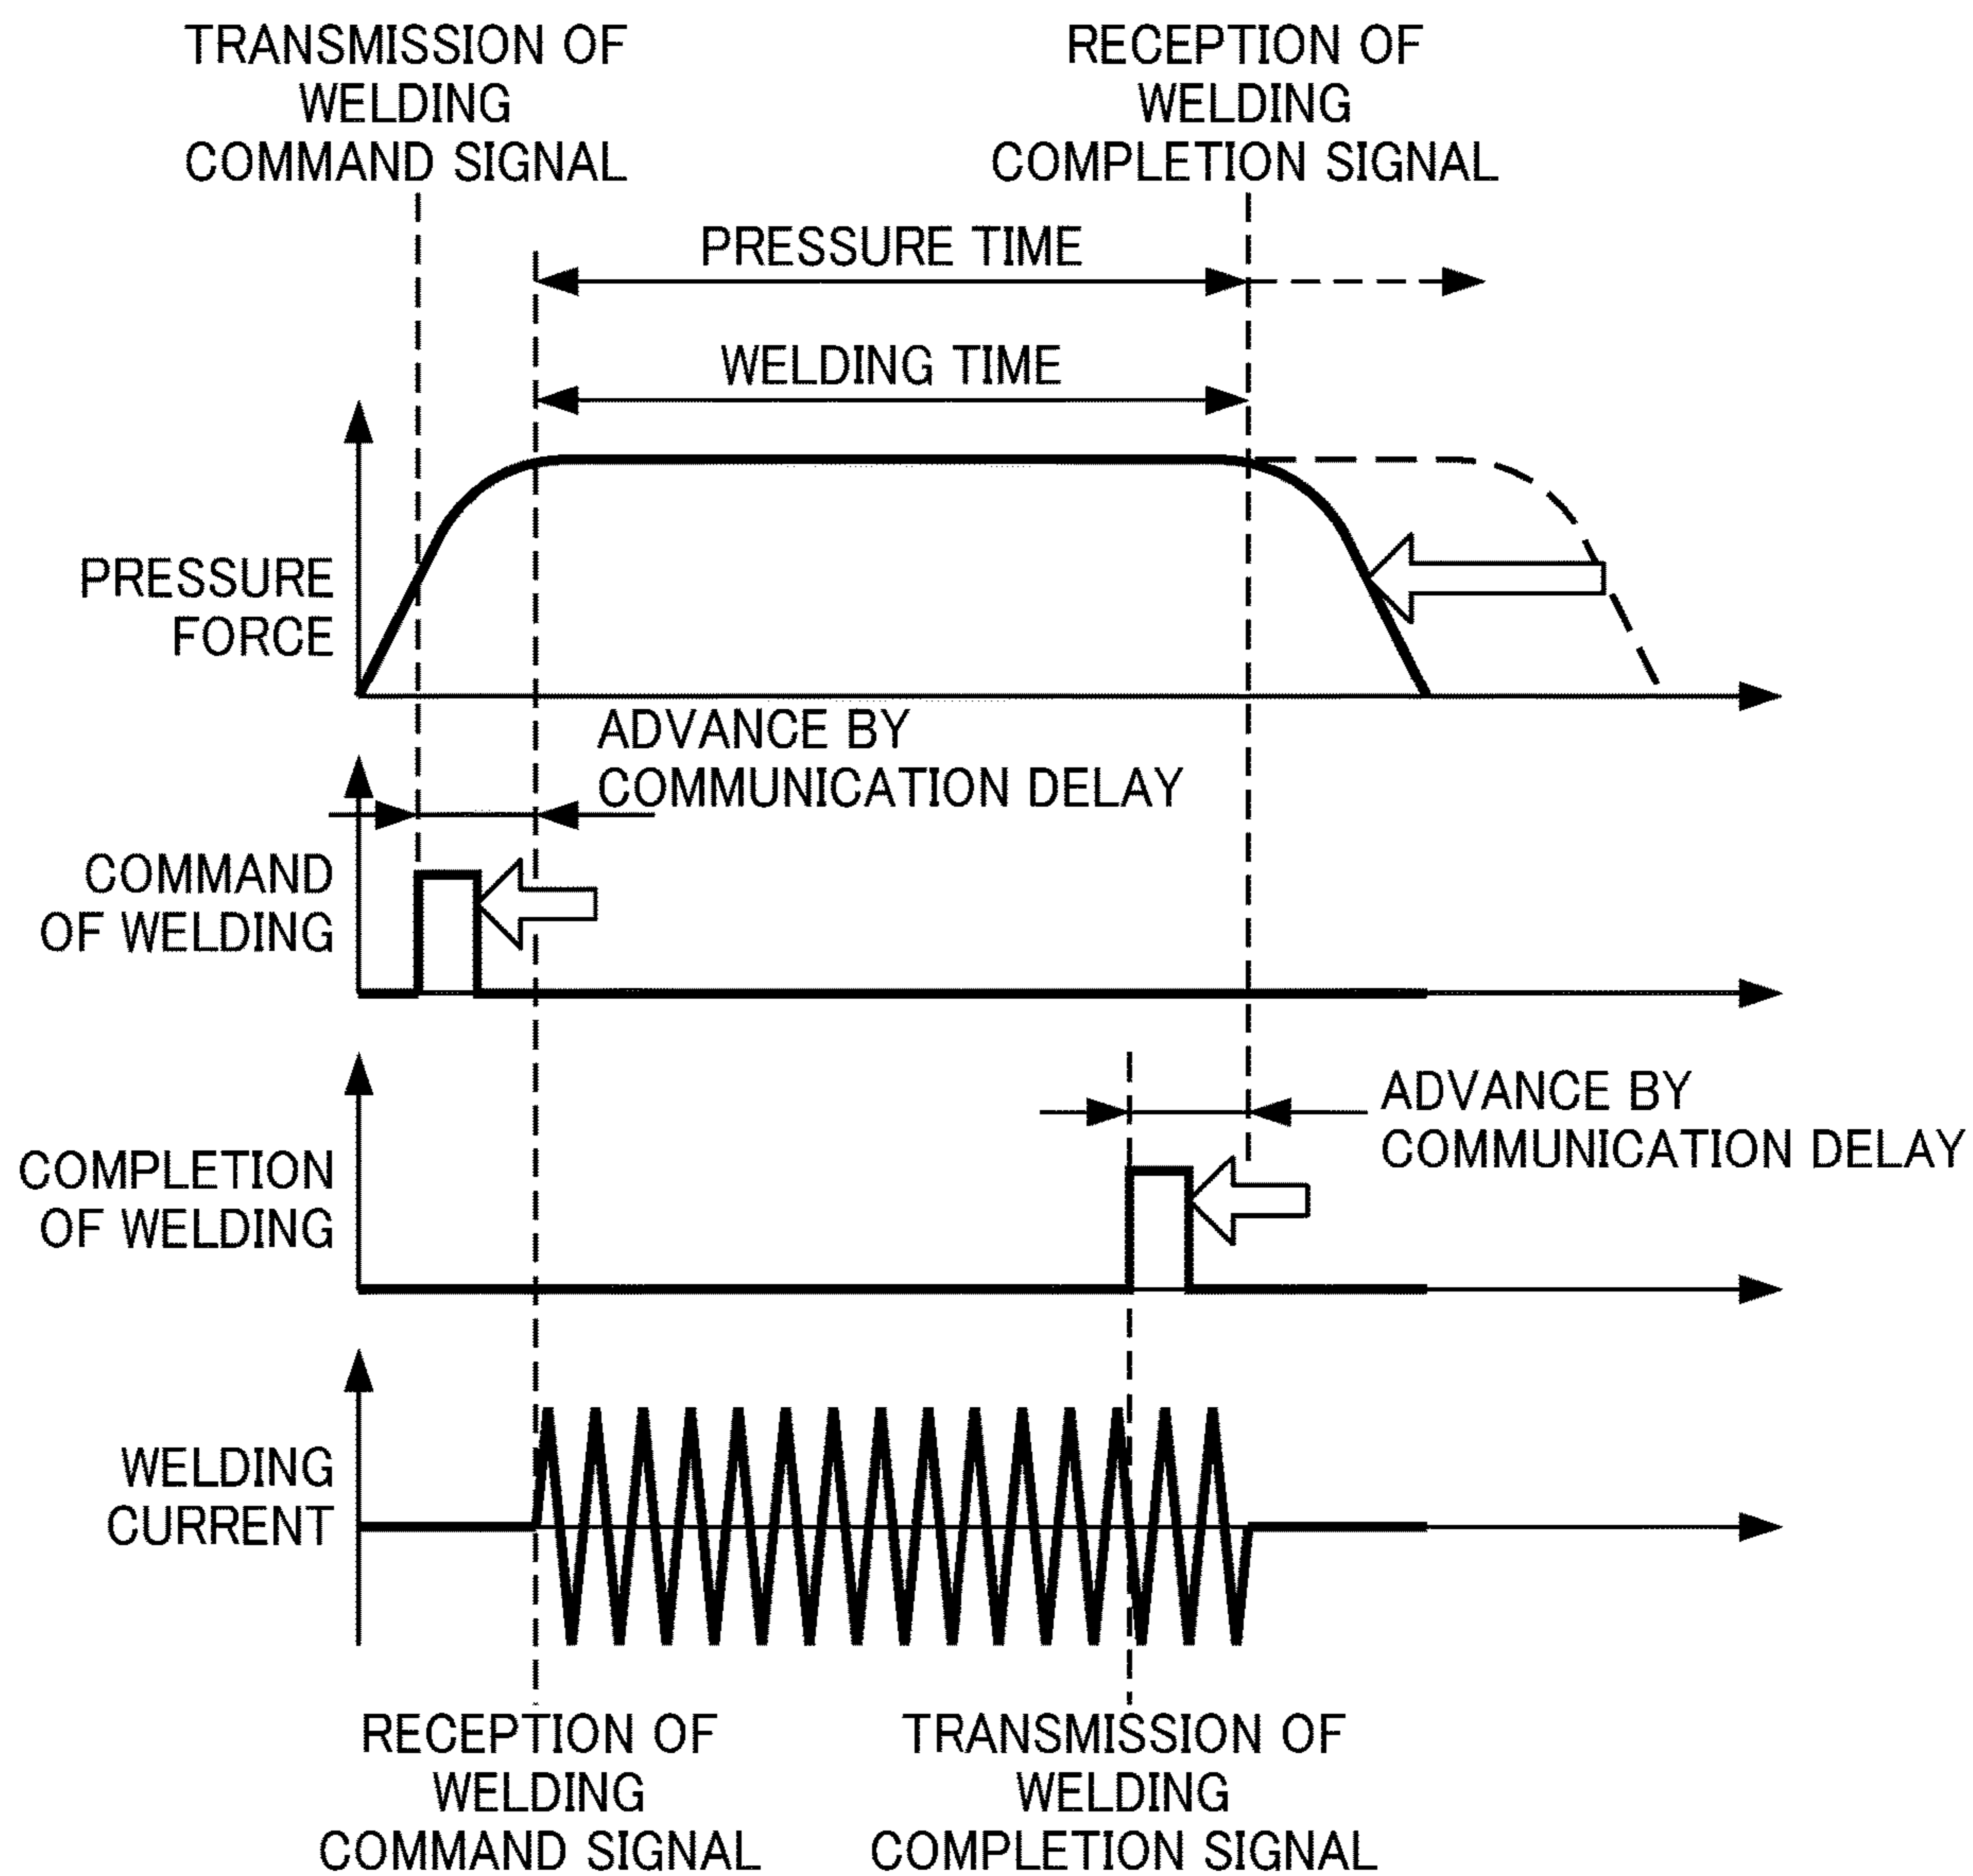 TRANSMISSION OF
WELDING
COMMAND SIGNAL
RECEPTION OF
WELDING
COMPLETION SIGNAL
PRESSURE TIME
WELDING TIME
PRESSURE
FORCE
ADVANCE BY
COMMUNICATION DELAY
COMMAND
OF WELDING
ADVANCE BY
COMMUNICATION DELAY
COMPLETION
OF WELDING
WELDING
CURRENT
RECEPTION OF
WELDING
COMMAND SIGNAL
TRANSMISSION OF
WELDING
COMPLETION SIGNAL